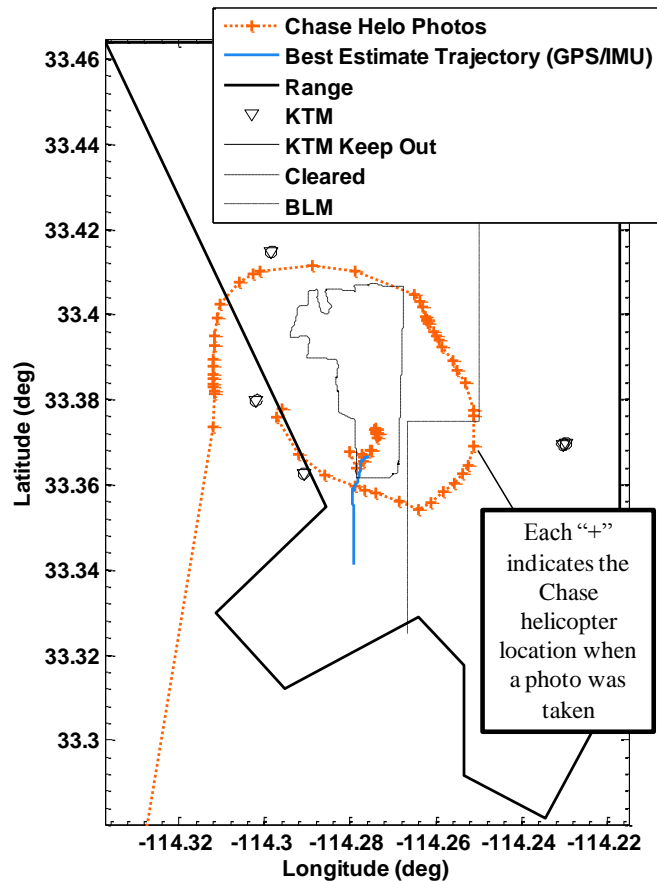 Chase Helo Photos
Best Estimate Trajectory (GPS/IMU)
Range
KTM
KTM Keep Out
Cleared
BLM
33.46
33.44
33.42
33.4
33.38
33.36
33.34
33.32
33.3
Latitude (deg)
Each “+”
indicates the
Chase
helicopter
location when
a photo was
taken
-114.32 -114.3 -114.28 -114.26 -114.24 -114.22
Longitude (deg)